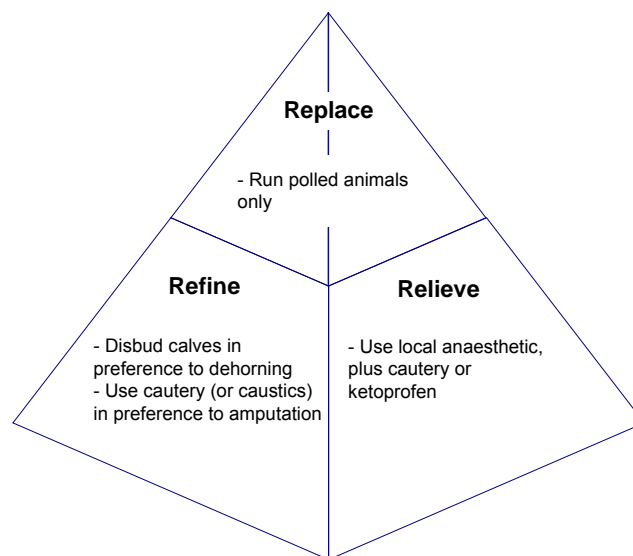 Replace
- Run polled animals
only
Refine
- Disbud calves in
preference to dehorning
- Use cautery (or caustics)
in preference to amputation
Relieve
- Use local anaesthetic,
plus cautery or
ketoprofen